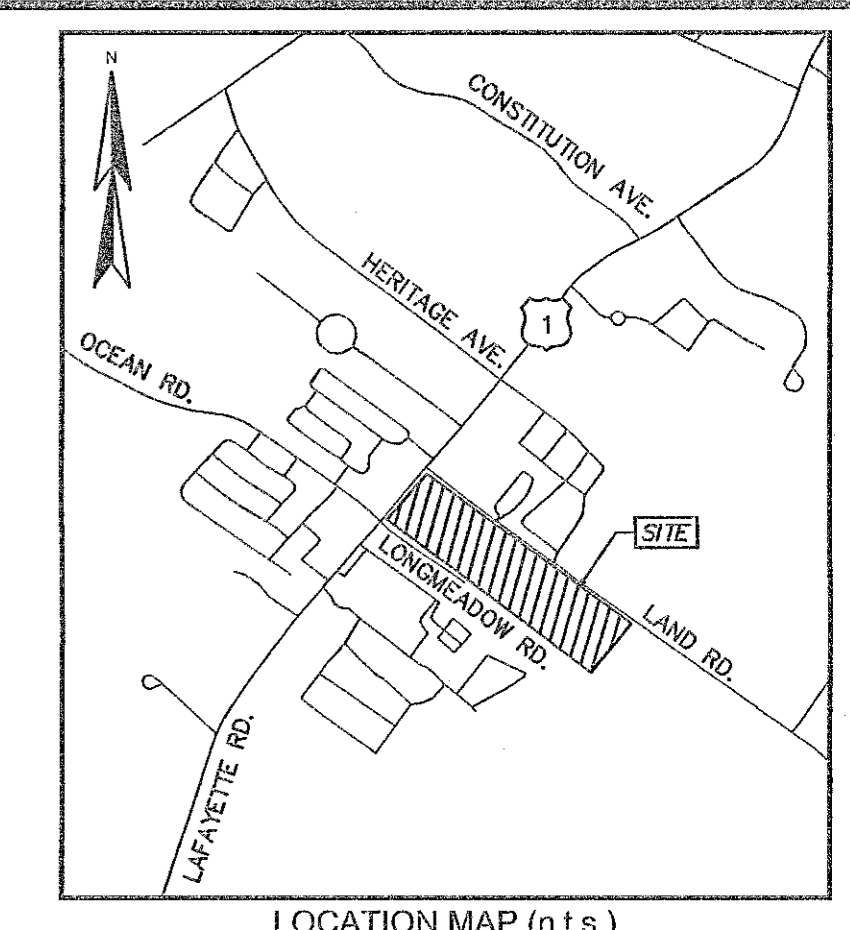 N
CONSTITUTION AVE.
HERITAGE AVE.
1
OCEAN RD.
SITE
LONGMEADOW RD.
LAND RD.
LAFAYETTE RD.
LOCATION MAP (n.t.s.)